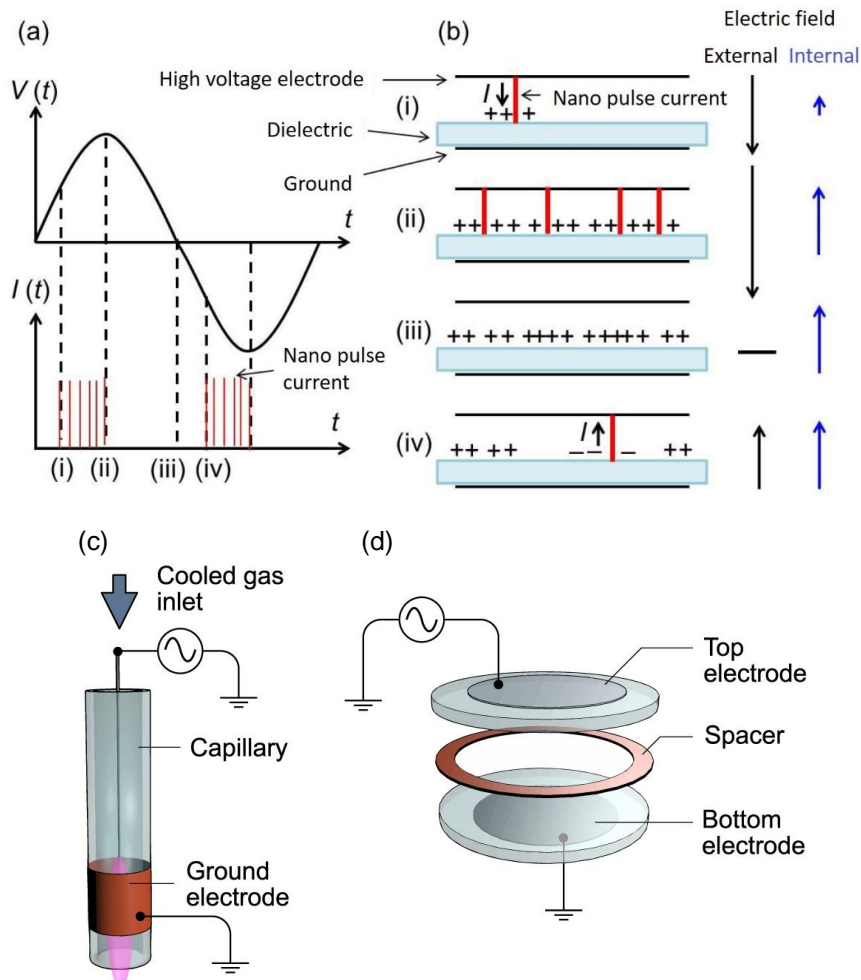 (a)
V (t)
t
I (t)
Nano pulse
current
t
(i) (ii) (iii) (iv)
(b)
Electric field
External Internal
High voltage electrode
Dielectric
Ground
(i)
I
Nano pulse current
++ +
(ii)
++ ++ + ++ +++++ +
(iii)
++ ++ ++++ +++++ ++
(iv)
I
++ ++ −− − ++
(c)
Cooled gas
inlet
Capillary
Ground
electrode
(d)
Top
electrode
Spacer
Bottom
electrode